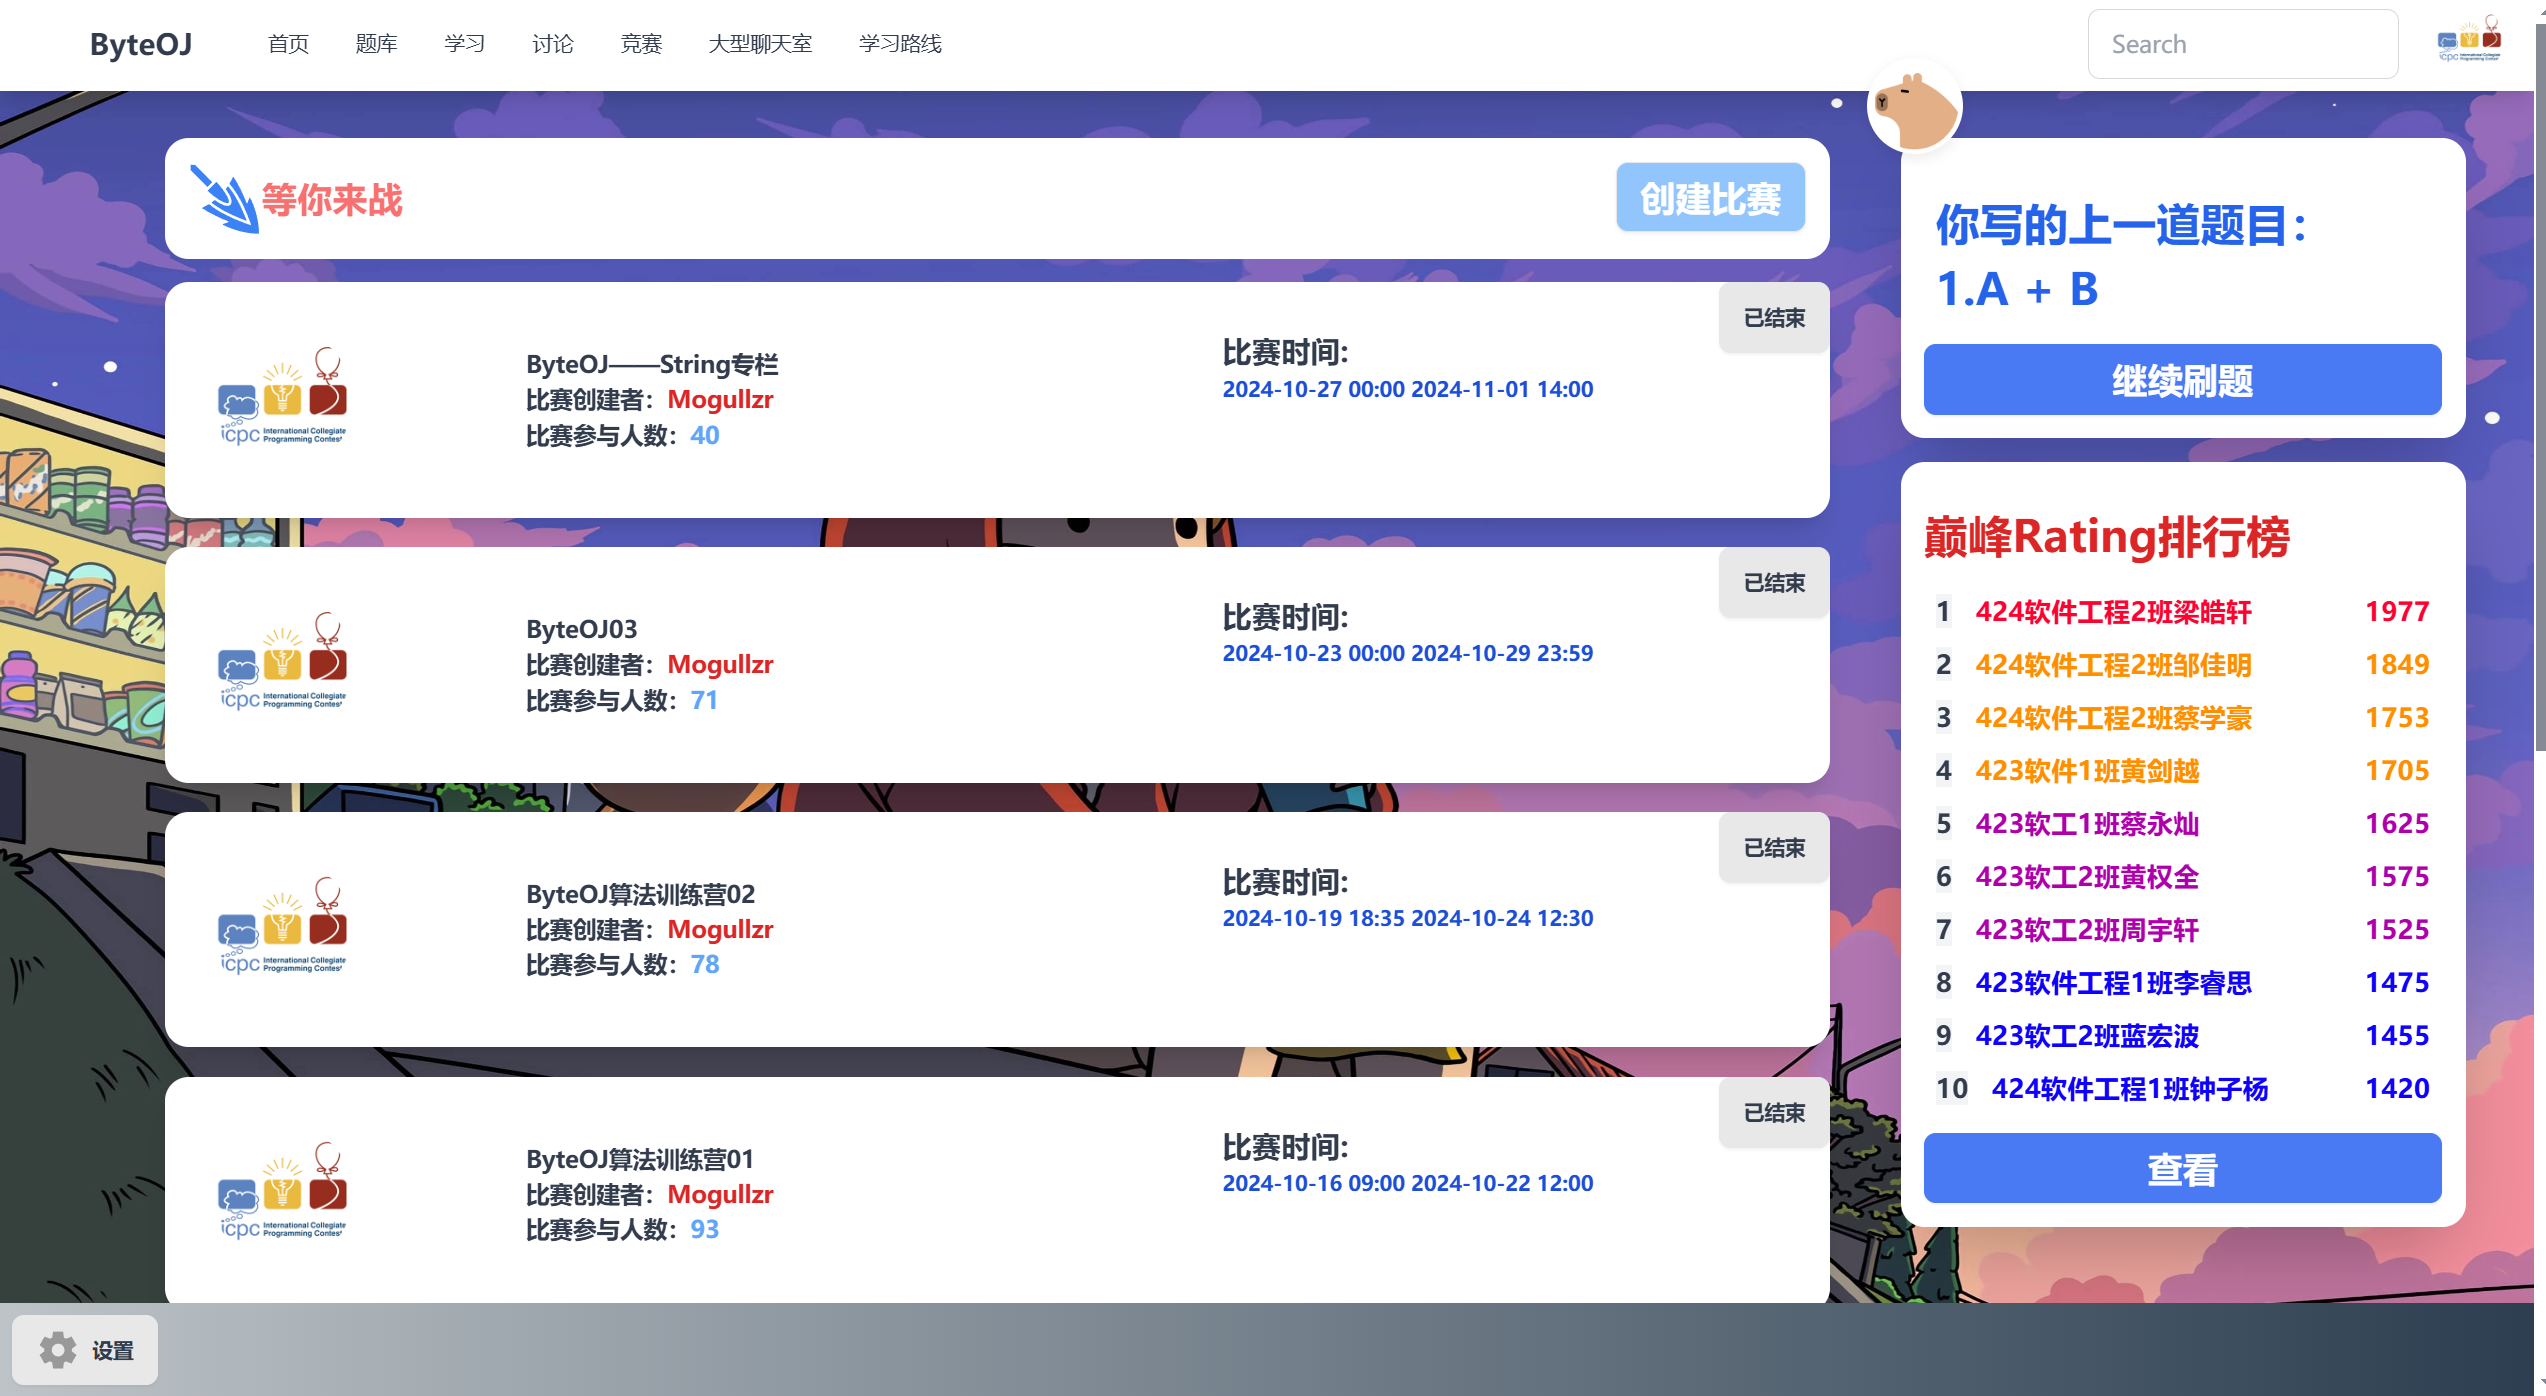 ByteOJ 首页 题库 学习 讨论 竞赛 大型聊天室 学习路线 Search
等你来战 创建比赛
已结束
ByteOJ——String专栏
比赛创建者：Mogullzr
比赛参与人数：40
比赛时间:
2024-10-27 00:00 2024-11-01 14:00
icpc International Collegiate
Programming Contest
已结束
ByteOJ03
比赛创建者：Mogullzr
比赛参与人数：71
比赛时间:
2024-10-23 00:00 2024-10-29 23:59
icpc International Collegiate
Programming Contest
已结束
ByteOJ算法训练营02
比赛创建者：Mogullzr
比赛参与人数：78
比赛时间:
2024-10-19 18:35 2024-10-24 12:30
icpc International Collegiate
Programming Contest
已结束
ByteOJ算法训练营01
比赛创建者：Mogullzr
比赛参与人数：93
比赛时间:
2024-10-16 09:00 2024-10-22 12:00
icpc International Collegiate
Programming Contest
你写的上一道题目：
1.A + B
继续刷题
巅峰Rating排行榜
1 424软件工程2班梁皓轩 1977
2 424软件工程2班邹佳明 1849
3 424软件工程2班蔡学豪 1753
4 423软件1班黄剑越 1705
5 423软工1班蔡永灿 1625
6 423软工2班黄权全 1575
7 423软工2班周宇轩 1525
8 423软件工程1班李睿思 1475
9 423软工2班蓝宏波 1455
10 424软件工程1班钟子杨 1420
查看
设置